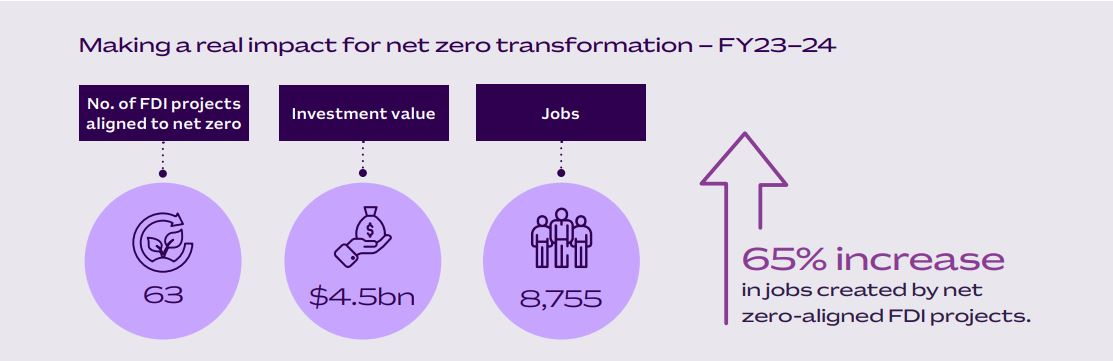 Making a real impact for net zero transformation – FY23–24
No. of FDI projects
aligned to net zero
Investment value
Jobs
63
$
$4.5bn
8,755
65% increase
in jobs created by net
zero-aligned FDI projects.